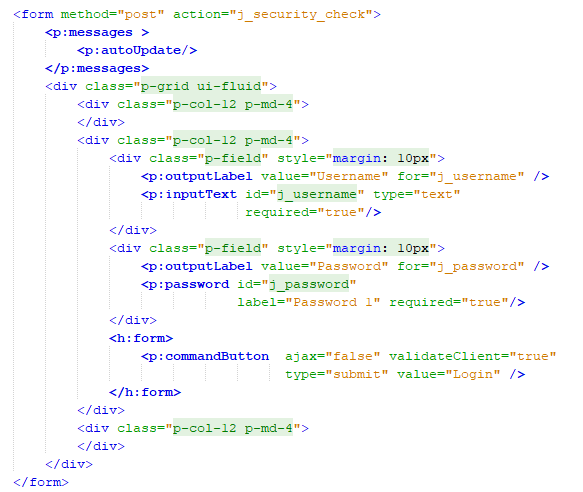 <form method="post" action="j_security_check">
<p:messages >
<p:autoUpdate/>
</p:messages>
<div class="p-grid ui-fluid">
<div class="p-col-12 p-md-4">
</div>
<div class="p-col-12 p-md-4">
<div class="p-field" style="margin: 10px">
<p:outputLabel value="Username" for="j_username" />
<p:inputText id="j_username" type="text"
required="true"/>
</div>
<div class="p-field" style="margin: 10px">
<p:outputLabel value="Password" for="j_password" />
<p:password id="j_password"
label="Password 1" required="true"/>
</div>
<h:form>
<p:commandButton  ajax="false" validateClient="true"
type="submit" value="Login" />
</h:form>
</div>
<div class="p-col-12 p-md-4">
</div>
</div>
</form>